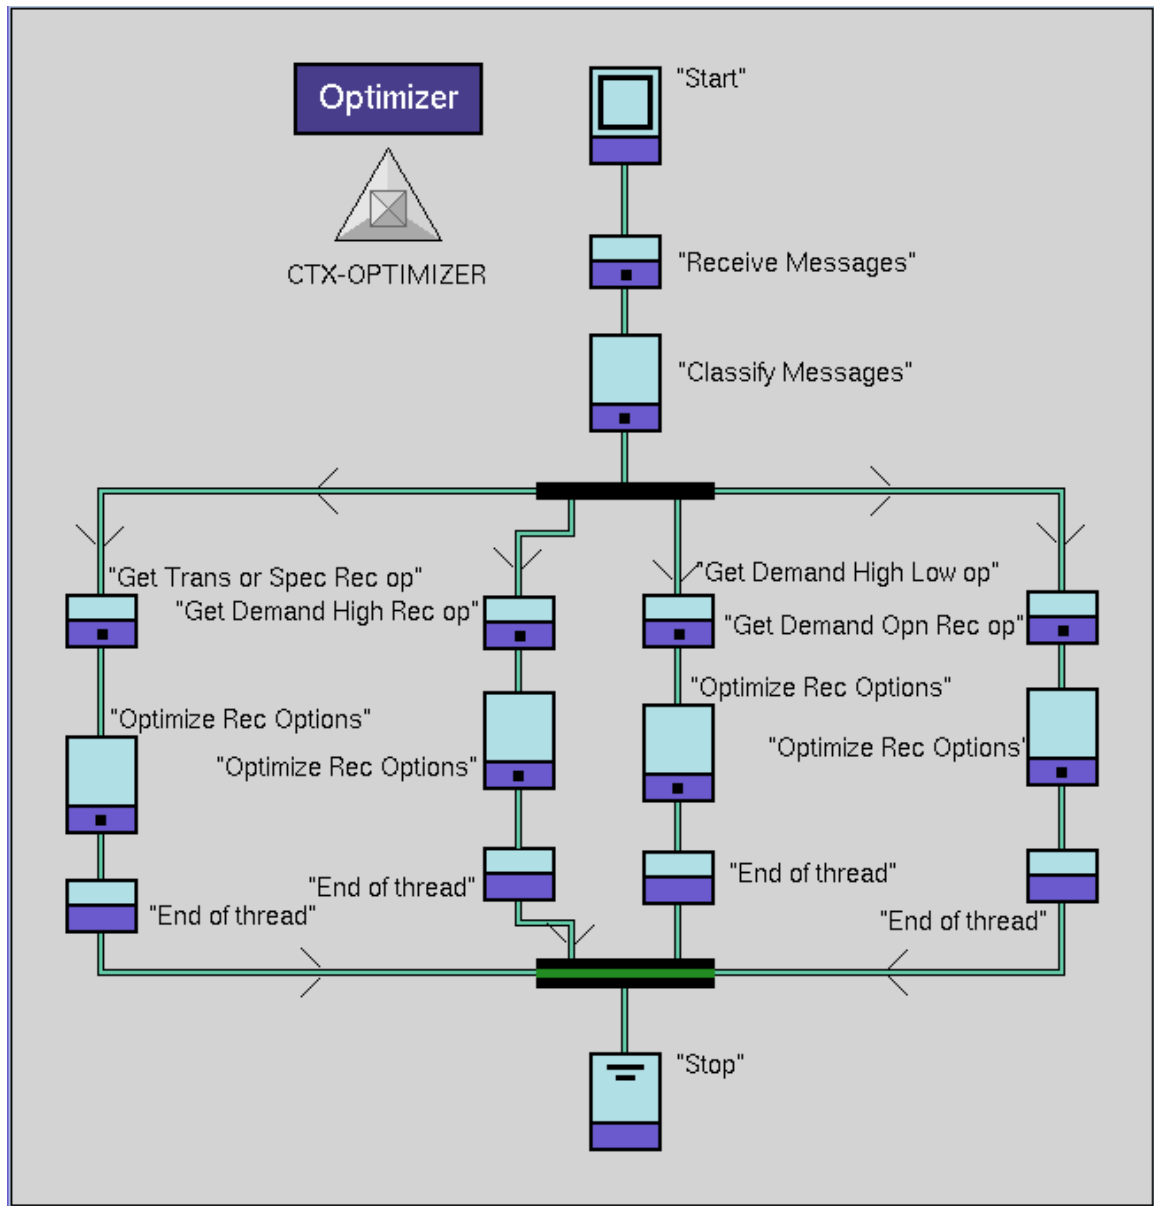 "Start"
Optimizer
"Receive Messages"
CTX-OPTIMIZER
"Classify Messages"
"Get Trans or Spec Rec op"
"Get Demand High Low op"
"Get Demand High Rec op"
"Get Demand Opn Rec op"
"Optimize Rec Options"
"Optimize Rec Options"
"Optimize Rec Options"
"Optimize Rec Options"
"End of thread"
"End of thread"
"End of thread"
"End of thread"
"Stop"